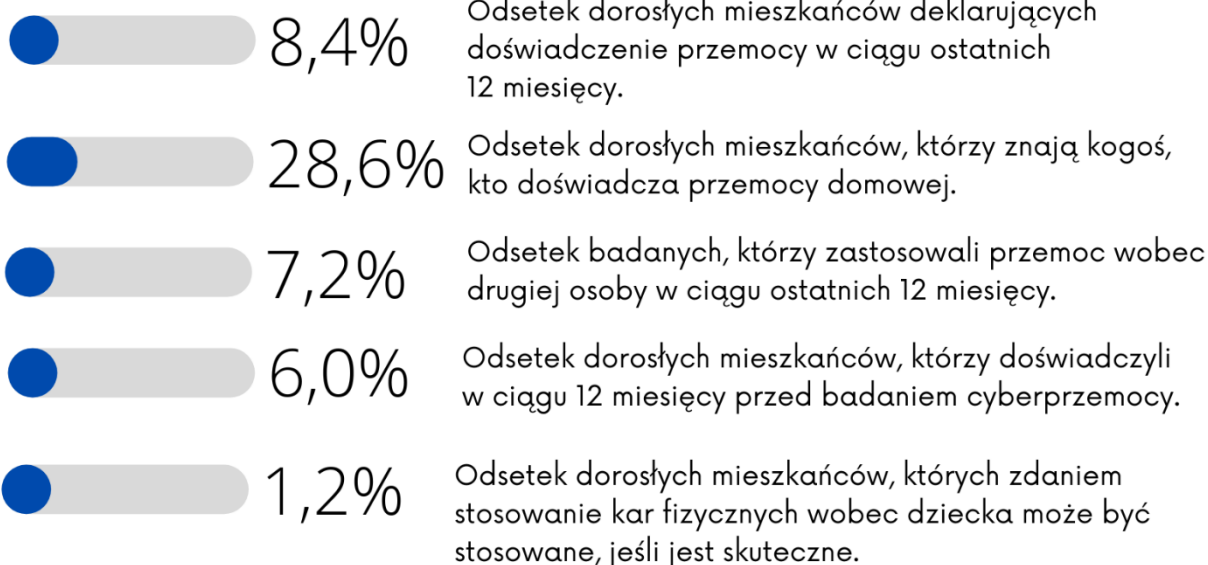 8,4%
Odsetek dorosłych mieszkańców deklarujących
doświadczenie przemocy w ciągu ostatnich
12 miesięcy.
28,6%
Odsetek dorosłych mieszkańców, którzy znają kogoś,
kto doświadcza przemocy domowej.
7,2%
Odsetek badanych, którzy zastosowali przemoc wobec
drugiej osoby w ciągu ostatnich 12 miesięcy.
6,0%
Odsetek dorosłych mieszkańców, którzy doświadczyli
w ciągu 12 miesięcy przed badaniem cyberprzemocy.
1,2%
Odsetek dorosłych mieszkańców, których zdaniem
stosowanie kar fizycznych wobec dziecka może być
stosowane, jeśli jest skuteczne.